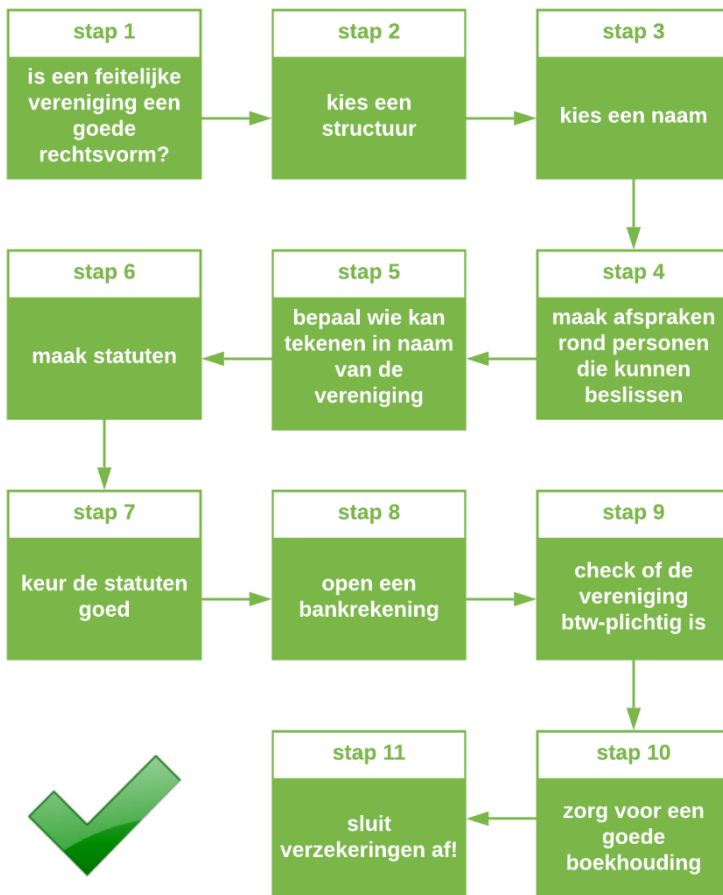 stap 1
is een feitelijke
vereniging een
goede
rechtsvorm?
stap 2
kies een
structuur
stap 3
kies een naam
stap 4
maak afspraken
rond personen
die kunnen
beslissen
stap 5
bepaal wie kan
tekenen in naam
van de
vereniging
stap 6
maak statuten
stap 7
keur de statuten
goed
stap 8
open een
bankrekening
stap 9
check of de
vereniging
btw-plichtig is
stap 10
zorg voor een
goede
boekhouding
stap 11
sluit
verzekeringen af!